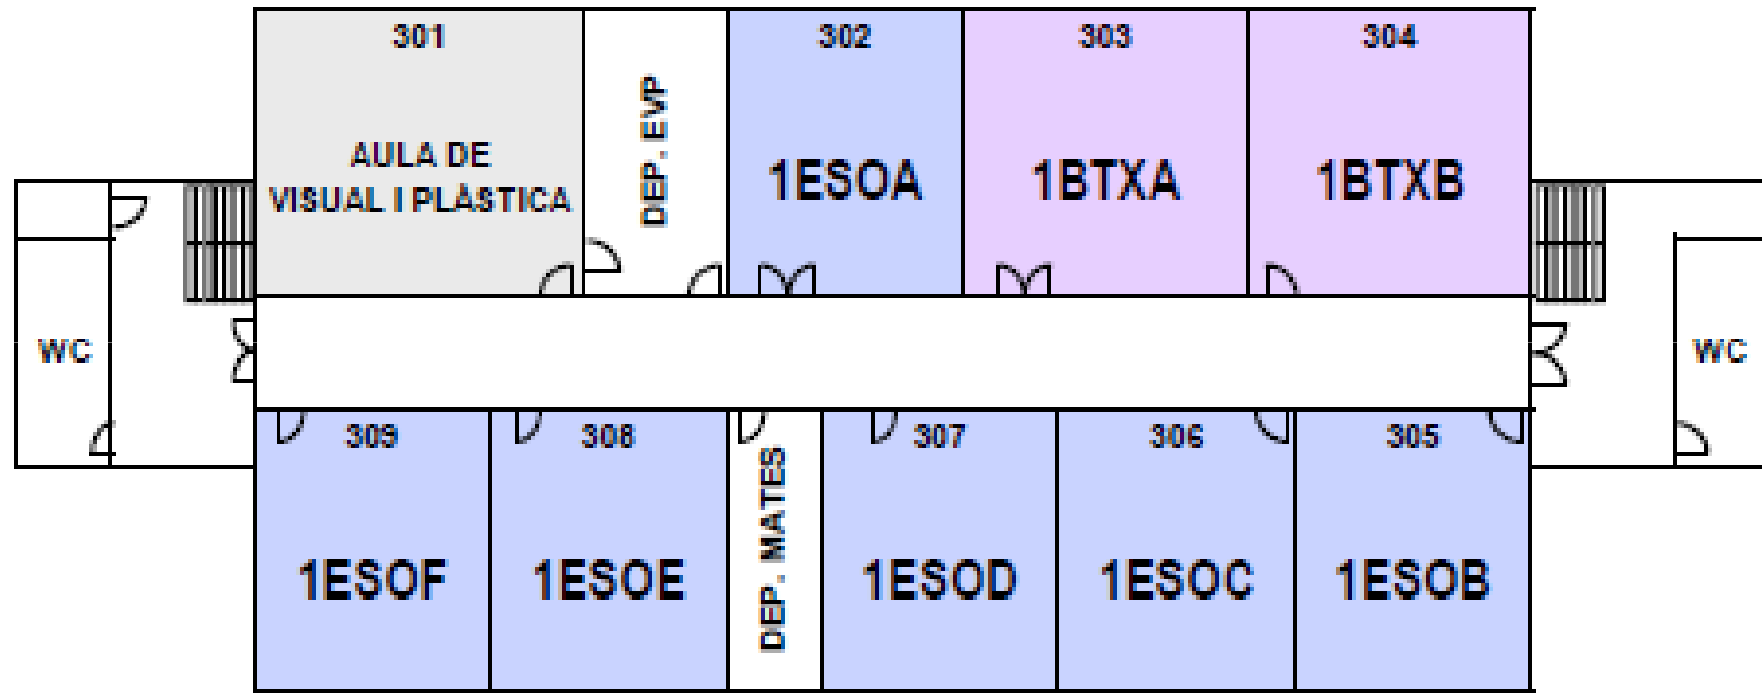 301
302
303
304
AULA DE
VISUAL I PLÀSTICA
DEP. EVP
1ESOA
1BTXA
1BTXB
WC
WC
309
308
307
306
305
1ESOF
1ESOE
DEP. MATES
1ESOD
1ESOC
1ESOB